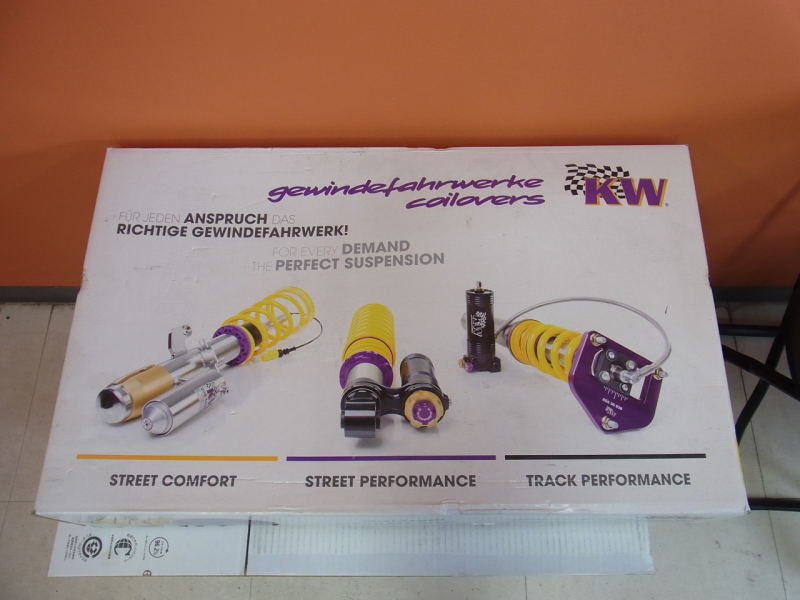 gewindefahrwerke
coilovers
KW
FÜR JEDEN ANSPRUCH DAS
RICHTIGE GEWINDEFAHRWERK!
FOR EVERY DEMAND
THE PERFECT SUSPENSION
STREET COMFORT
STREET PERFORMANCE
TRACK PERFORMANCE